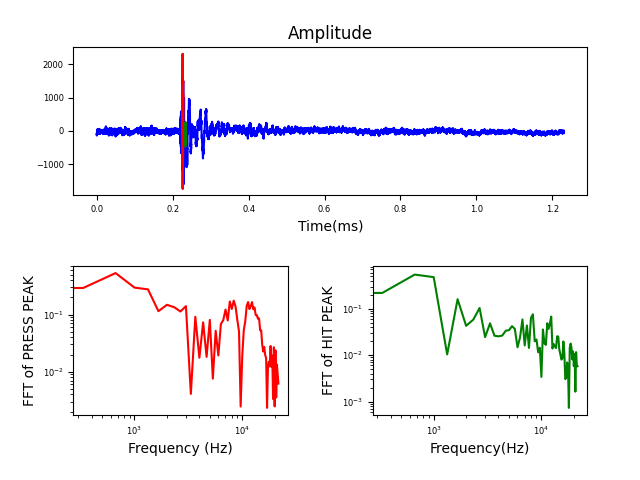 Amplitude
2000
1000
0
−1000
0.0 0.2 0.4 0.6 0.8 1.0 1.2
Time(ms)
FFT of PRESS PEAK
10⁻¹
10⁻²
10³ 10⁴
Frequency (Hz)
FFT of HIT PEAK
10⁻¹
10⁻²
10⁻³
10³ 10⁴
Frequency(Hz)